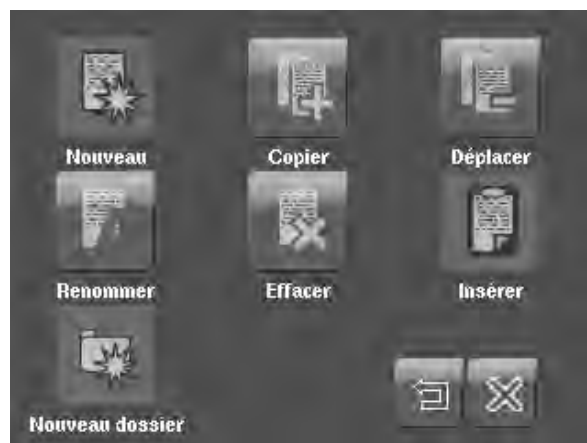 Nouveau Copier Déplacer
Renommer Effacer Insérer
Nouveau dossier